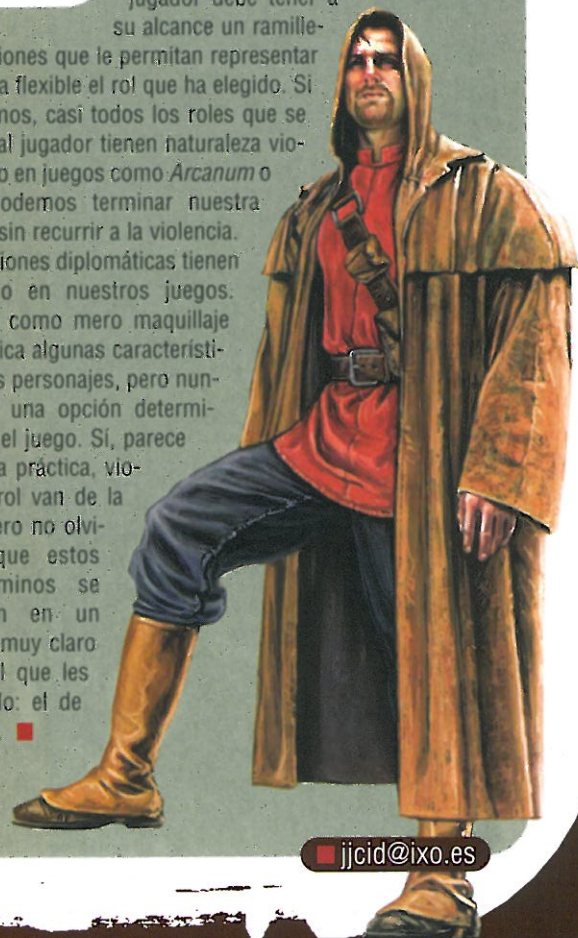 jugador debe tener a
su alcance un ramille-
iones que le permitan representar
a flexible el rol que ha elegido. Si
nos, casi todos los roles que se
al jugador tienen naturaleza vio-
o en juegos como Arcanum o
odemos terminar nuestra
sin recurrir a la violencia.
iones diplomáticas tienen
o en nuestros juegos.
como mero maquillaje
ica algunas característi-
s personajes, pero nun-
una opción determi-
el juego. Sí, parece
a práctica, vio-
rol van de la
ero no olvi-
que estos
minos se
n en un
muy claro
l que les
lo: el de
jjcid@ixo.es